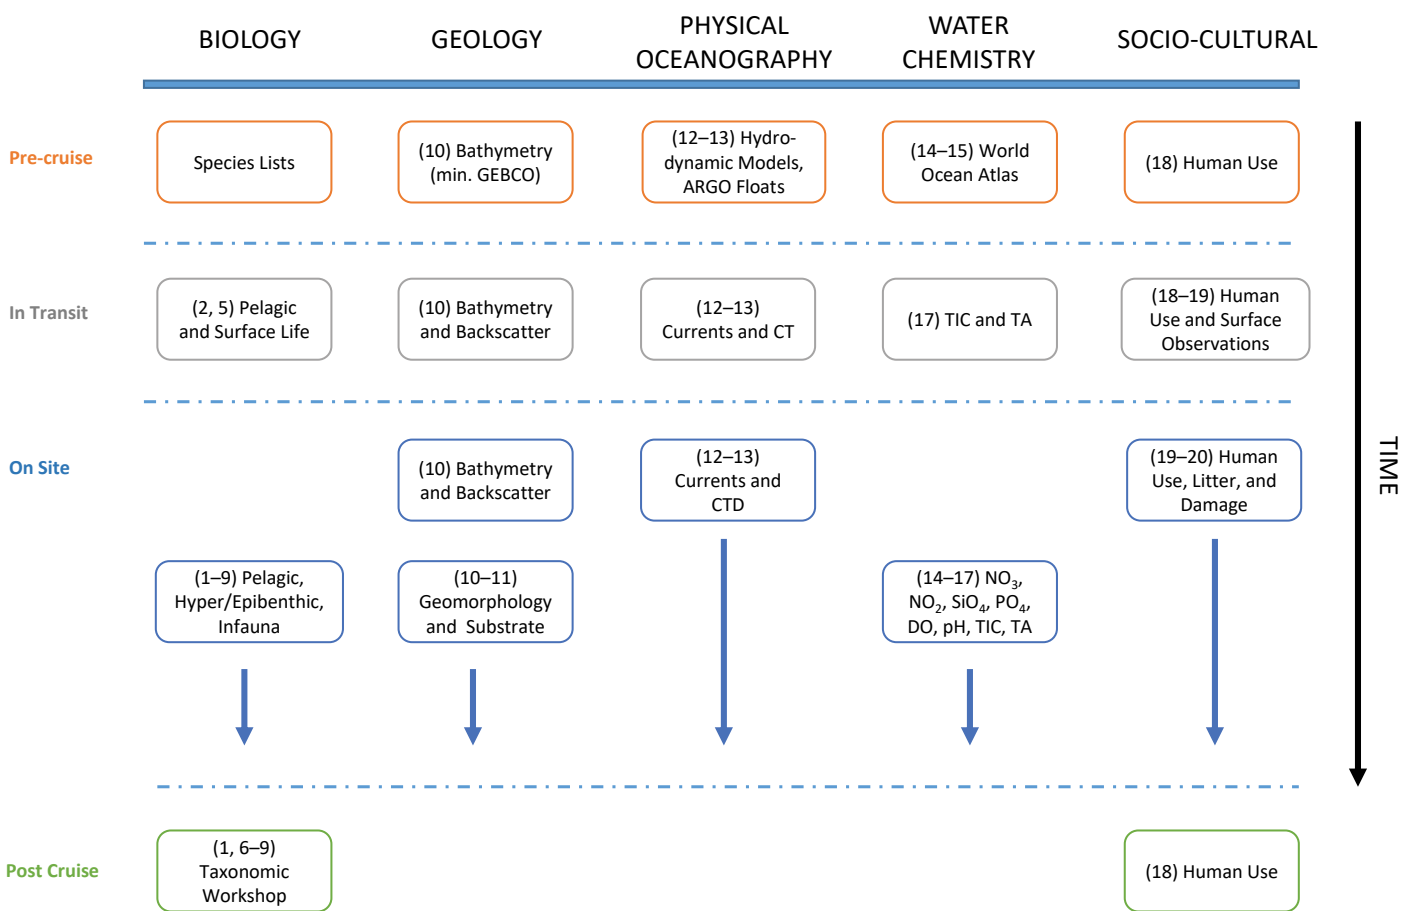 BIOLOGY
GEOLOGY
PHYSICAL
OCEANOGRAPHY
WATER
CHEMISTRY
SOCIO-CULTURAL
Pre-cruise
Species Lists
(10) Bathymetry
(min. GEBCO)
(12–13) Hydro-
dynamic Models,
ARGO Floats
(14–15) World
Ocean Atlas
(18) Human Use
In Transit
(2, 5) Pelagic
and Surface Life
(10) Bathymetry
and Backscatter
(12–13)
Currents and CT
(17) TIC and TA
(18–19) Human
Use and Surface
Observations
On Site
(10) Bathymetry
and Backscatter
(12–13)
Currents and
CTD
(19–20) Human
Use, Litter, and
Damage
TIME
(1–9) Pelagic,
Hyper/Epibenthic,
Infauna
(10–11)
Geomorphology
and Substrate
(14–17) NO₃,
NO₂, SiO₄, PO₄,
DO, pH, TIC, TA
Post Cruise
(1, 6–9)
Taxonomic
Workshop
(18) Human Use